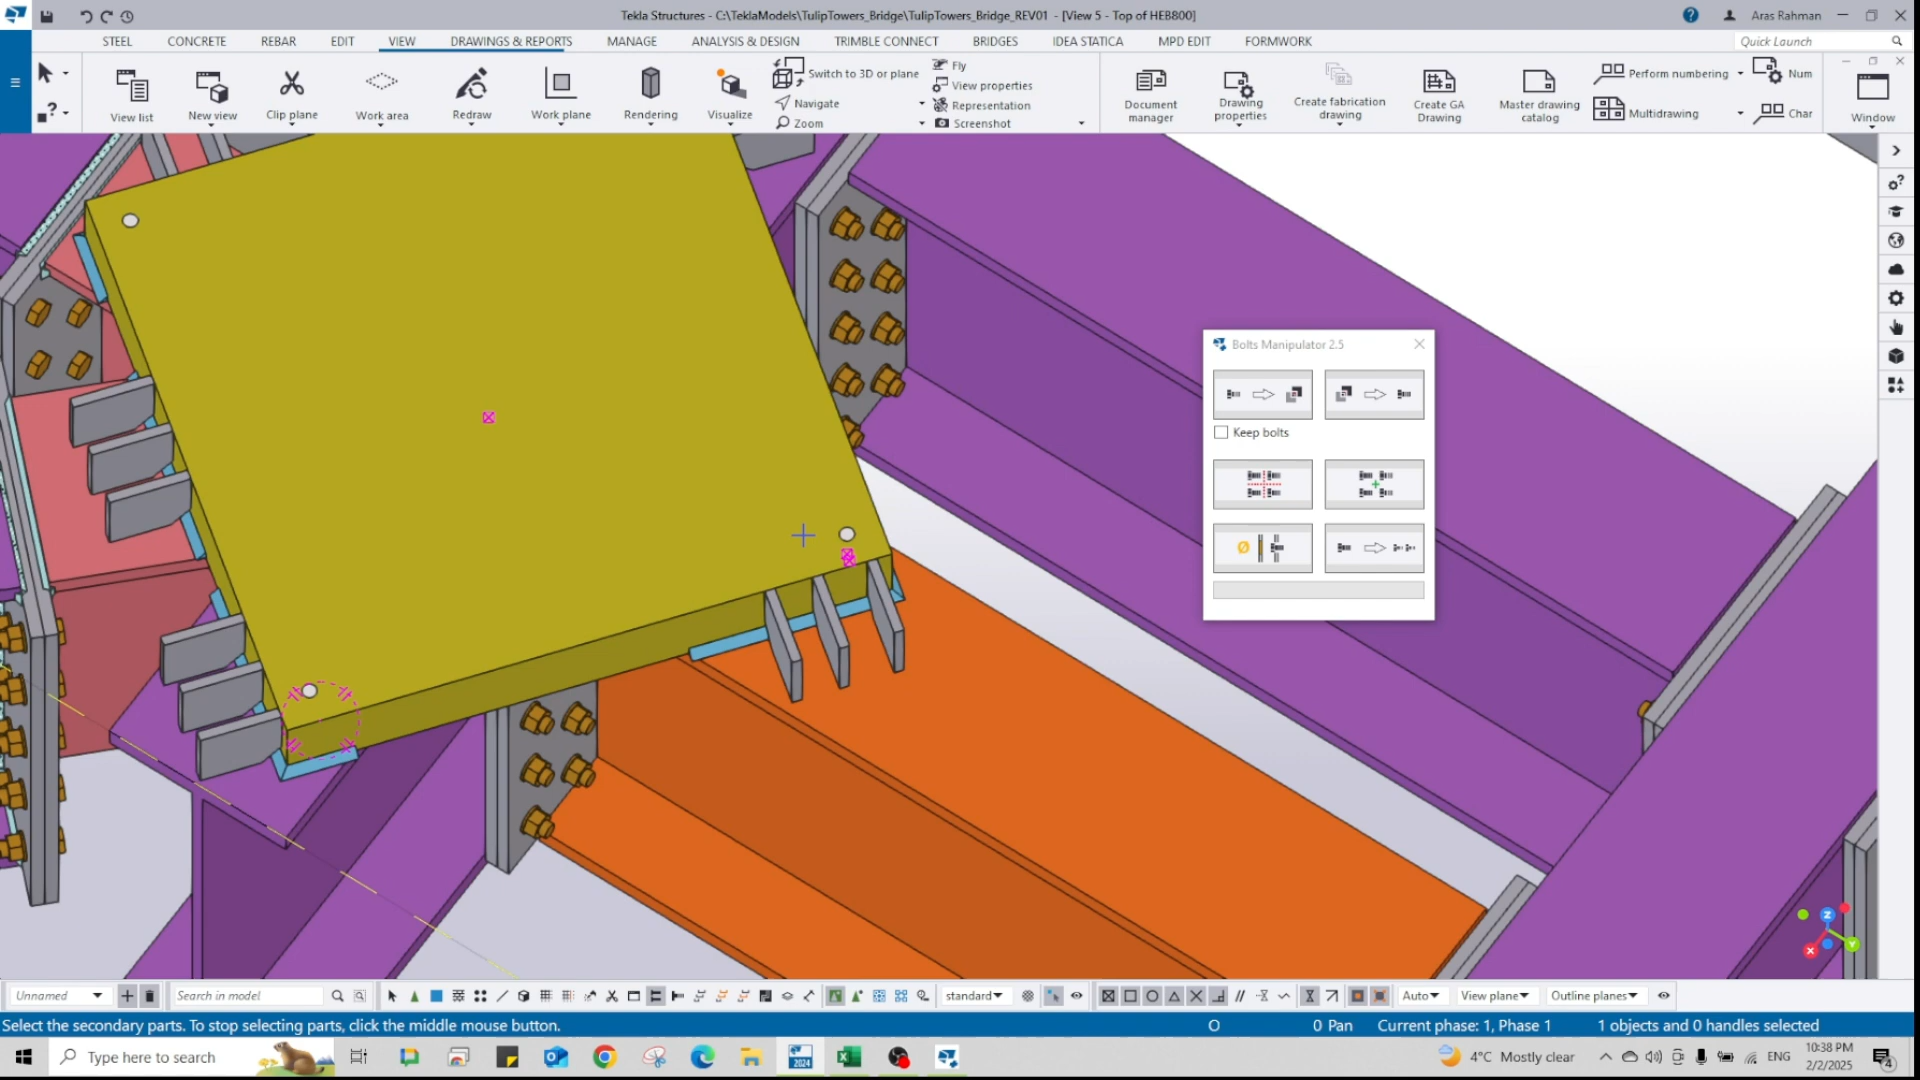 Tekla Structures - C:\TeklaModels\TulipTowers_Bridge\TulipTowers_Bridge_REV01 - [View 5 - Top of HEB800]
Aras Rahman
STEEL CONCRETE REBAR EDIT VIEW DRAWINGS & REPORTS MANAGE ANALYSIS & DESIGN TRIMBLE CONNECT BRIDGES IDEA STATICA MPD EDIT FORMWORK
Quick Launch
View list
New view
Clip plane
Work area
Redraw
Work plane
Rendering
Visualize
Switch to 3D or plane
Navigate
Zoom
Fly
View properties
Representation
Screenshot
Document manager
Drawing properties
Create fabrication drawing
Create GA Drawing
Master drawing catalog
Perform numbering
Multidrawing
Num
Char
Window
Bolts Manipulator 2.5
Keep bolts
Z
X
Y
Unnamed
Search in model
standard
Auto
View plane
Outline planes
Select the secondary parts. To stop selecting parts, click the middle mouse button.
O
0 Pan
Current phase: 1, Phase 1
1 objects and 0 handles selected
Type here to search
2024
4°C Mostly clear
ENG
10:38 PM
2/2/2025
4